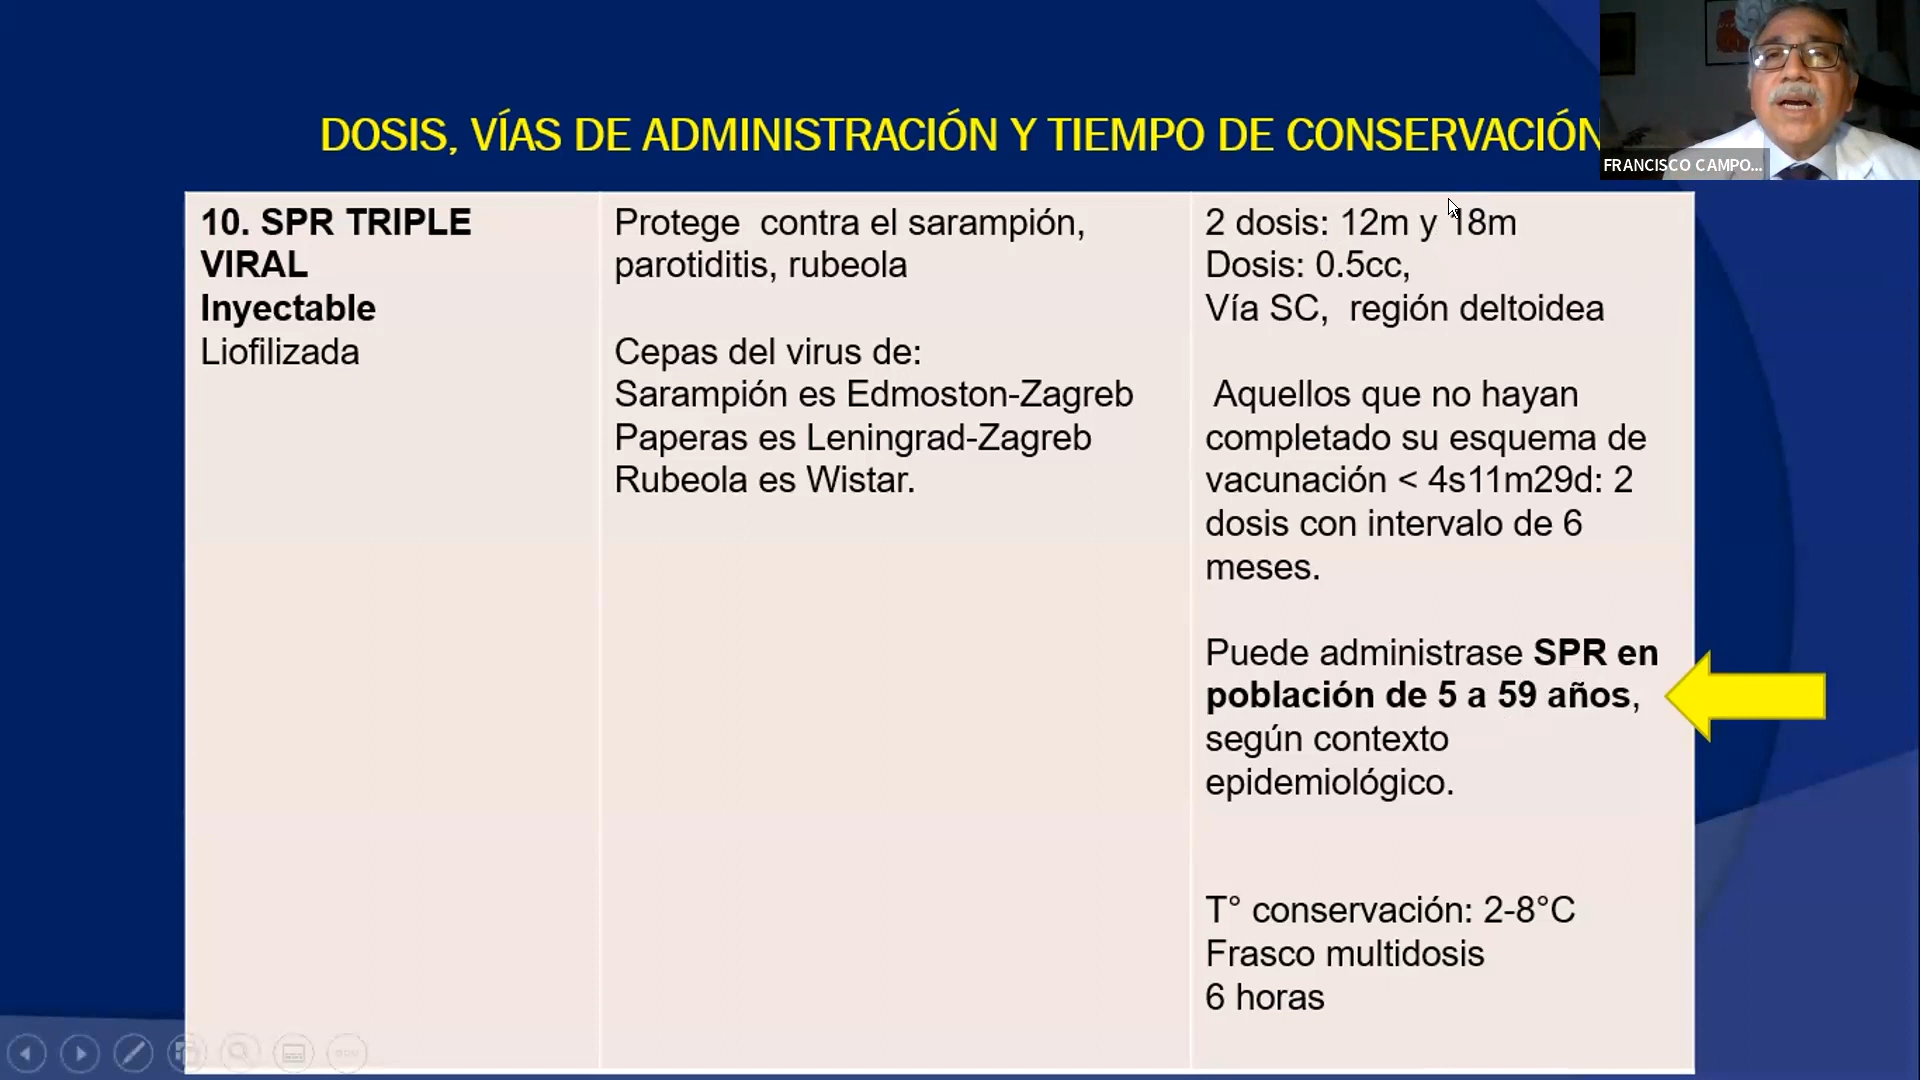 DOSIS, VÍAS DE ADMINISTRACIÓN Y TIEMPO DE CONSERVACIÓN
FRANCISCO CAMPO...
10. SPR TRIPLE
VIRAL
Inyectable
Liofilizada
Protege contra el sarampión,
parotiditis, rubeola
Cepas del virus de:
Sarampión es Edmoston-Zagreb
Paperas es Leningrad-Zagreb
Rubeola es Wistar.
2 dosis: 12m y 18m
Dosis: 0.5cc,
Vía SC, región deltoidea
Aquellos que no hayan
completado su esquema de
vacunación < 4s11m29d: 2
dosis con intervalo de 6
meses.
Puede administrase SPR en
población de 5 a 59 años,
según contexto
epidemiológico.
T° conservación: 2-8°C
Frasco multidosis
6 horas